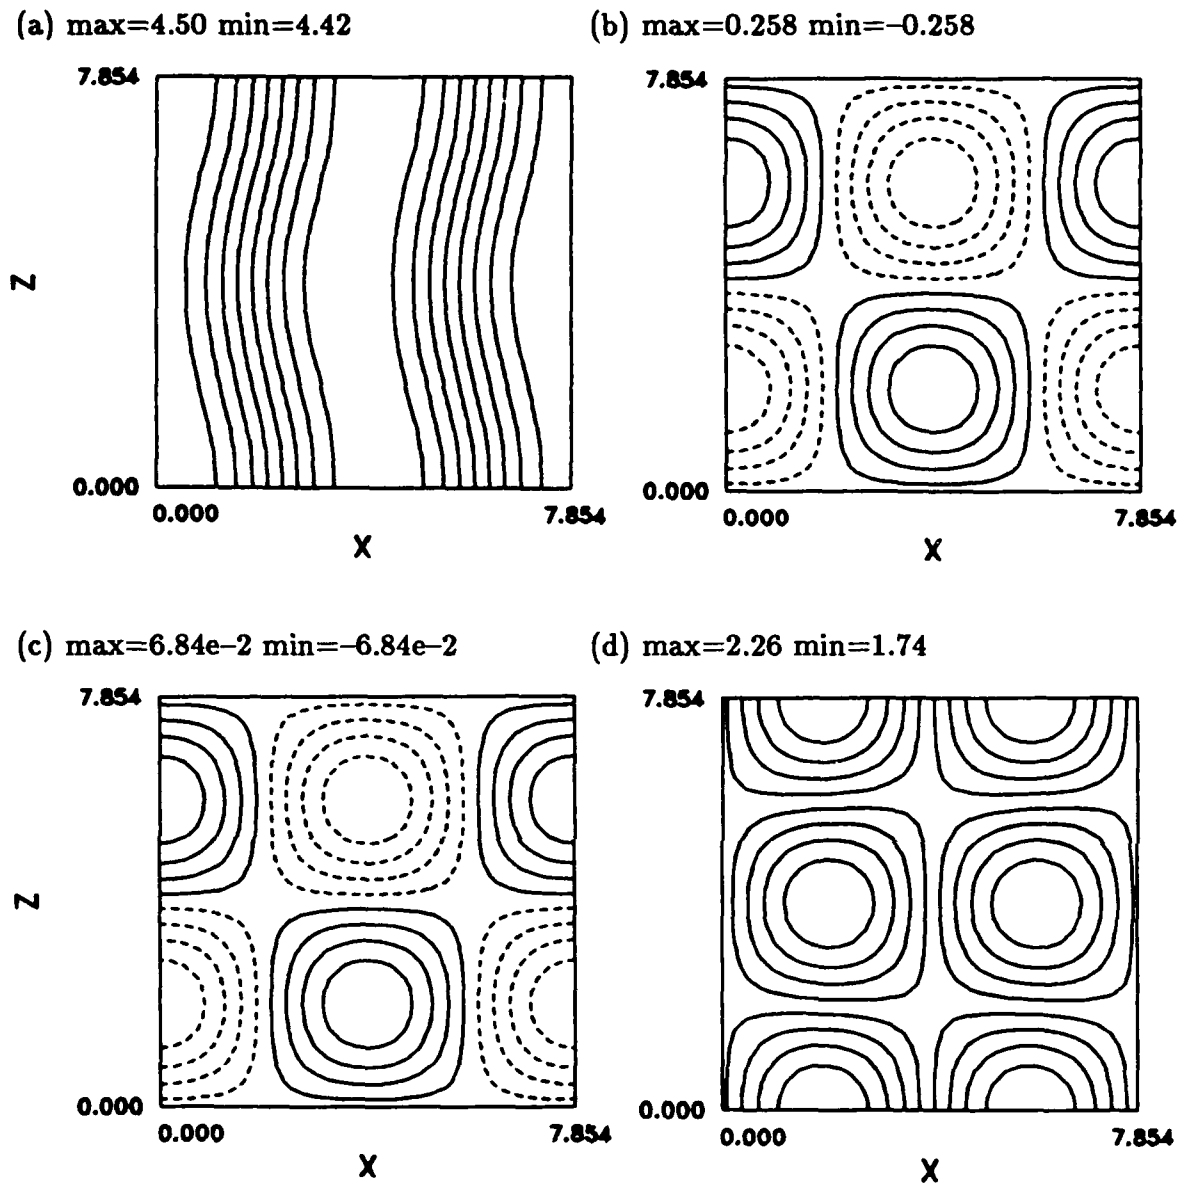 (a) max=4.50 min=4.42
(b) max=0.258 min=–0.258
7.854
7.854
Z
0.000
0.000
0.000 7.854
0.000 7.854
X
X
(c) max=6.84e–2 min=–6.84e–2
(d) max=2.26 min=1.74
7.854
7.854
Z
0.000
0.000
0.000 7.854
0.000 7.854
X
X